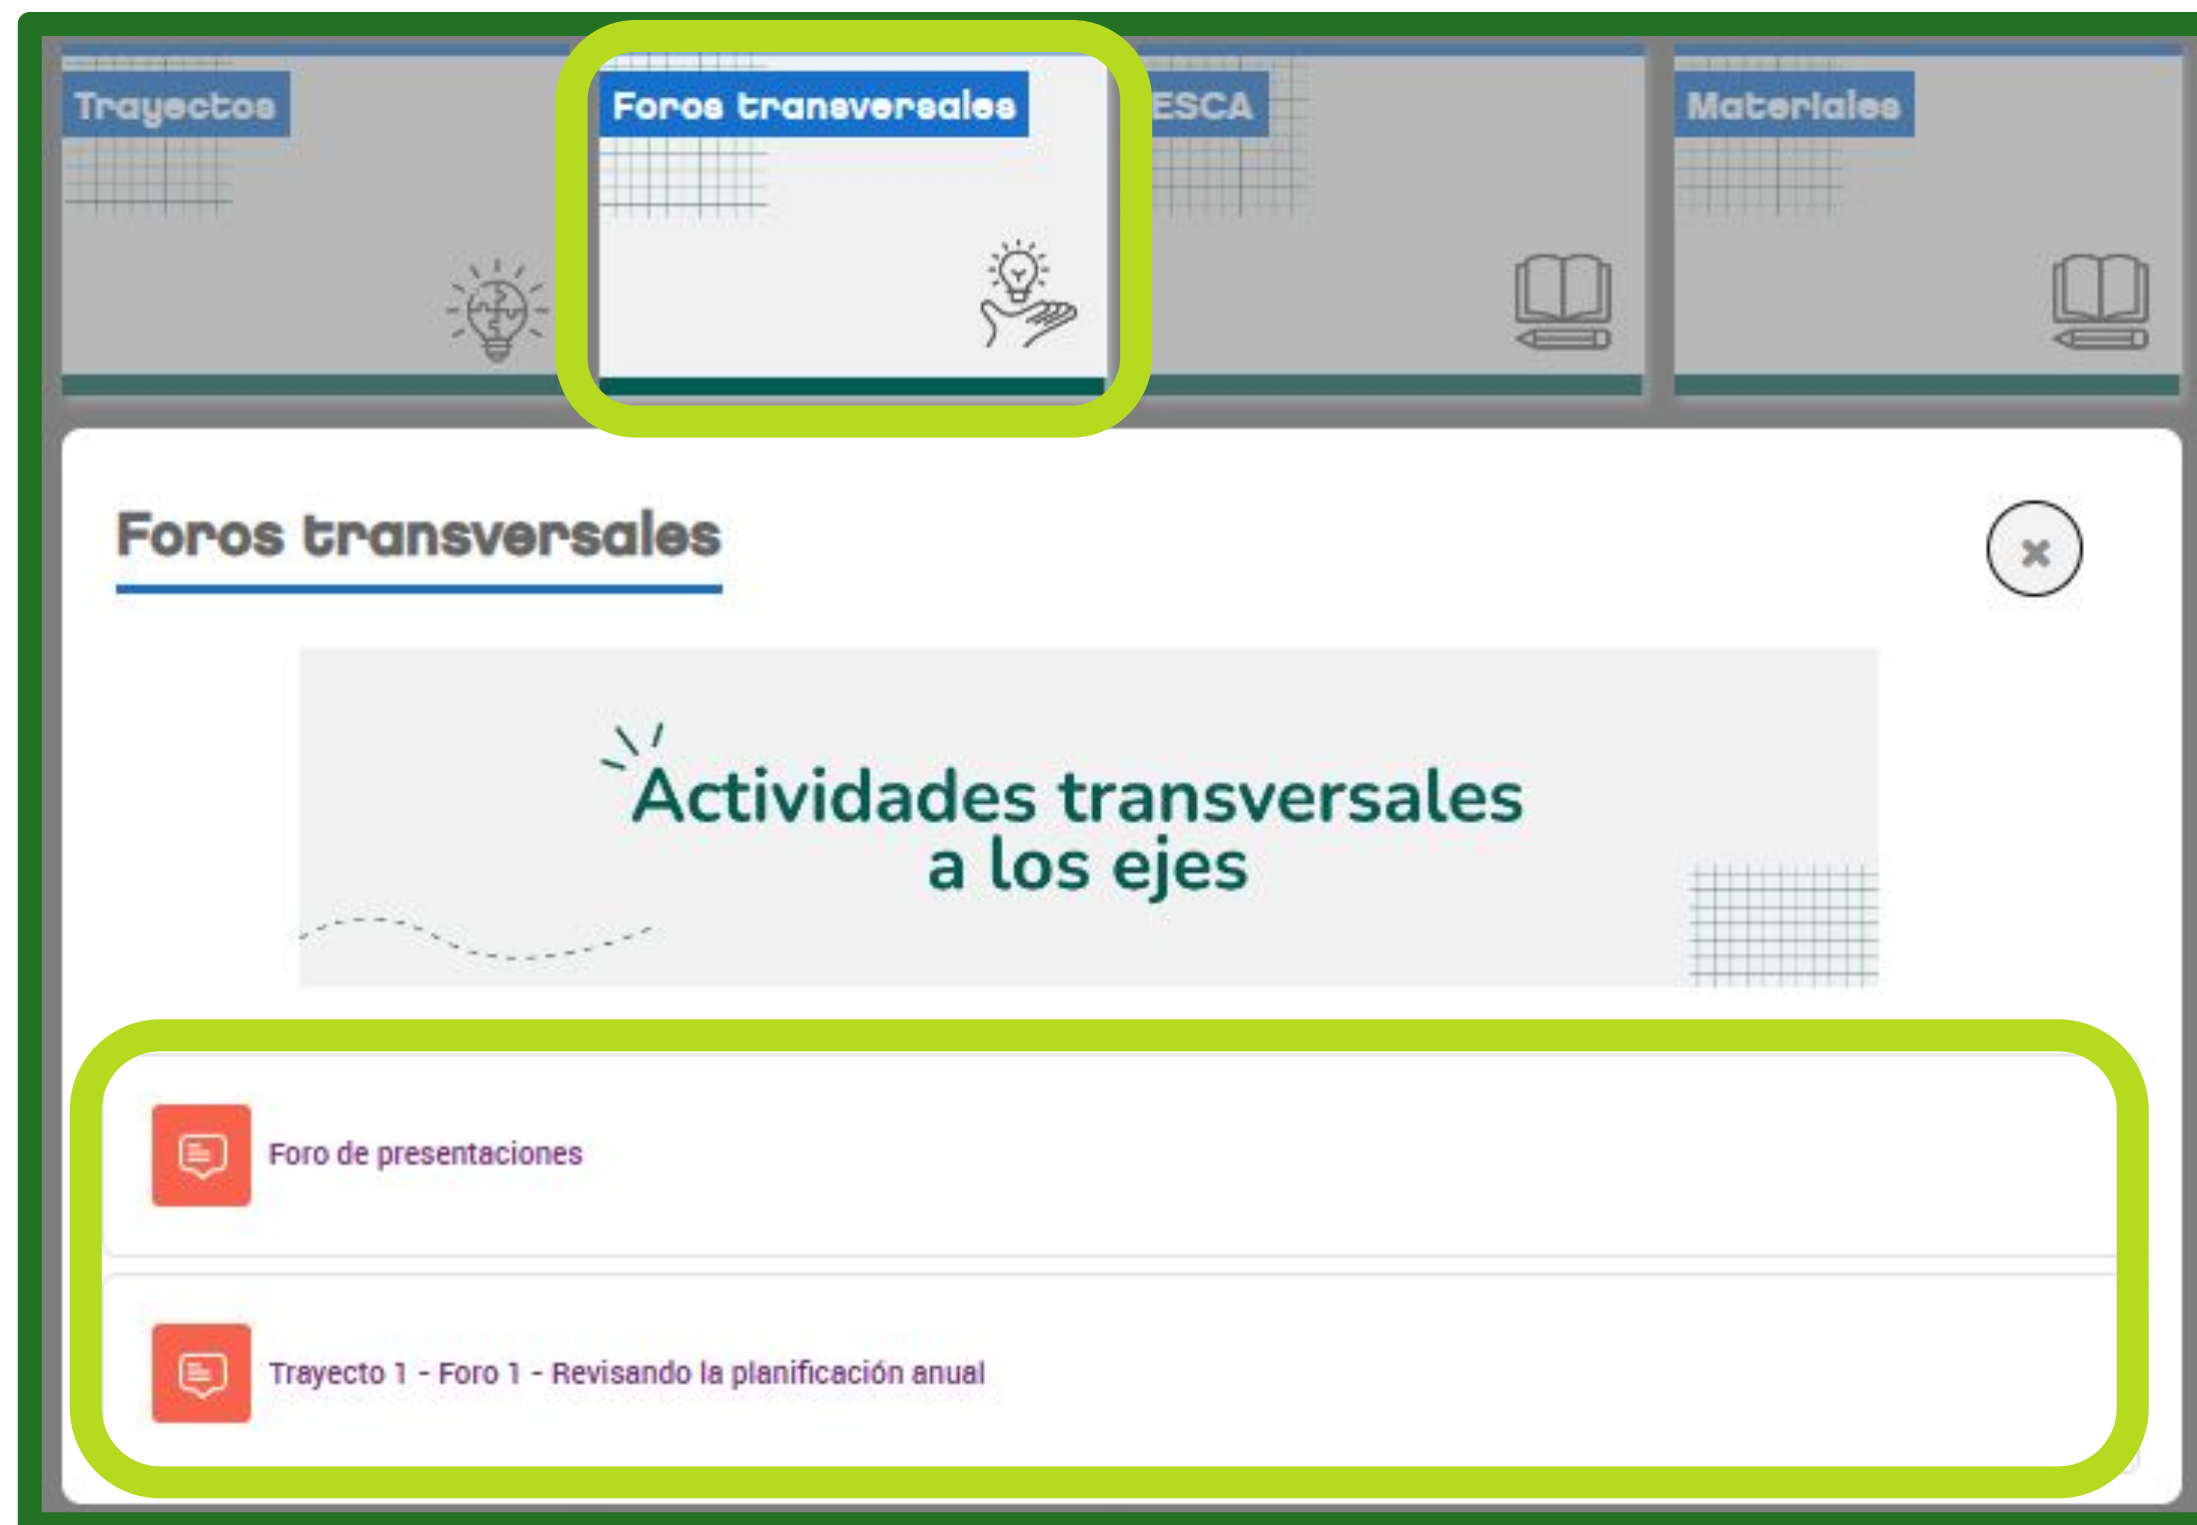 Trayectos
Foros transversales
ESCA
Materiales
Foros transversales
Actividades transversales
a los ejes
Foro de presentaciones
Trayecto 1 - Foro 1 - Revisando la planificación anual